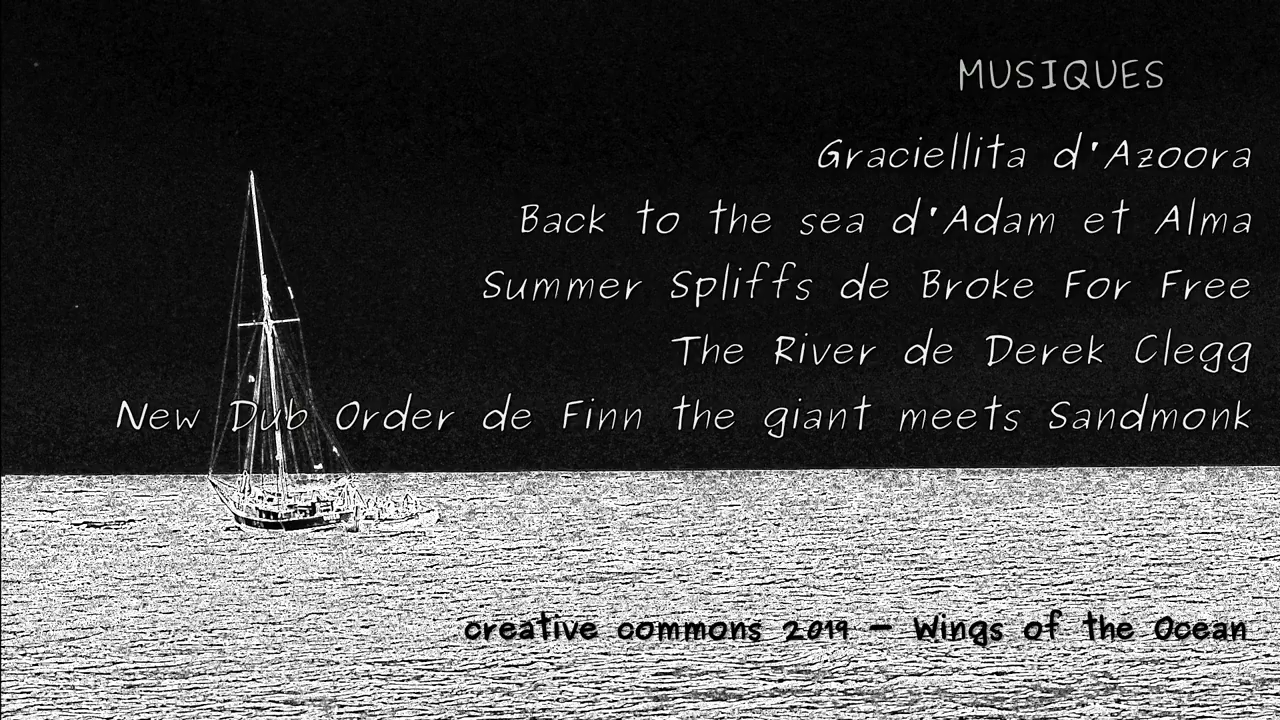 MUSIQUES
Graciellita d'Azoora
Back to the sea d'Adam et Alma
Summer Spliffs de Broke For Free
The River de Derek Clegg
New Dub Order de Finn the giant meets Sandmonk
creative commons 2019 - Wings of the Ocean